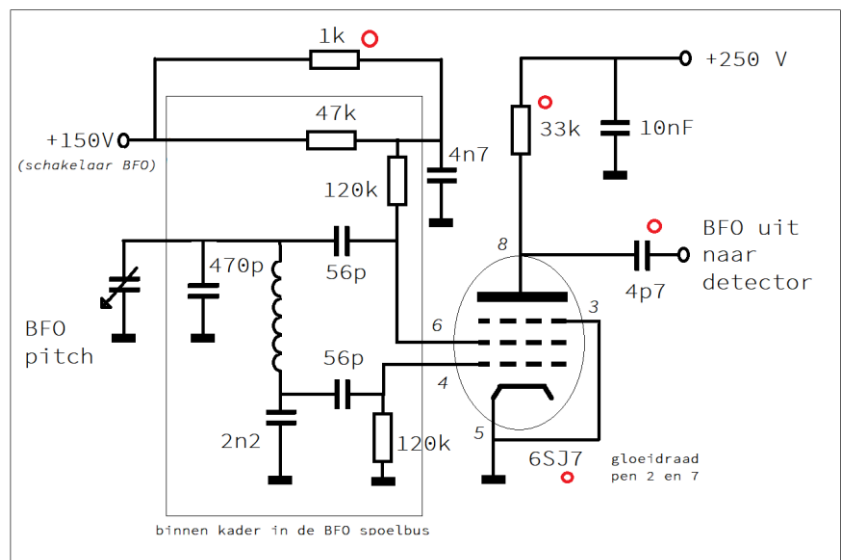 1k
+250 V
47k
33k
10nF
+150V
(schakelaar BFO)
4n7
120k
8
BFO uit
naar
detector
470p
56p
4p7
3
BFO
pitch
6
56p
4
5
2n2
120k
6SJ7
gloeidraad
pen 2 en 7
binnen kader in de BFO spoelbus